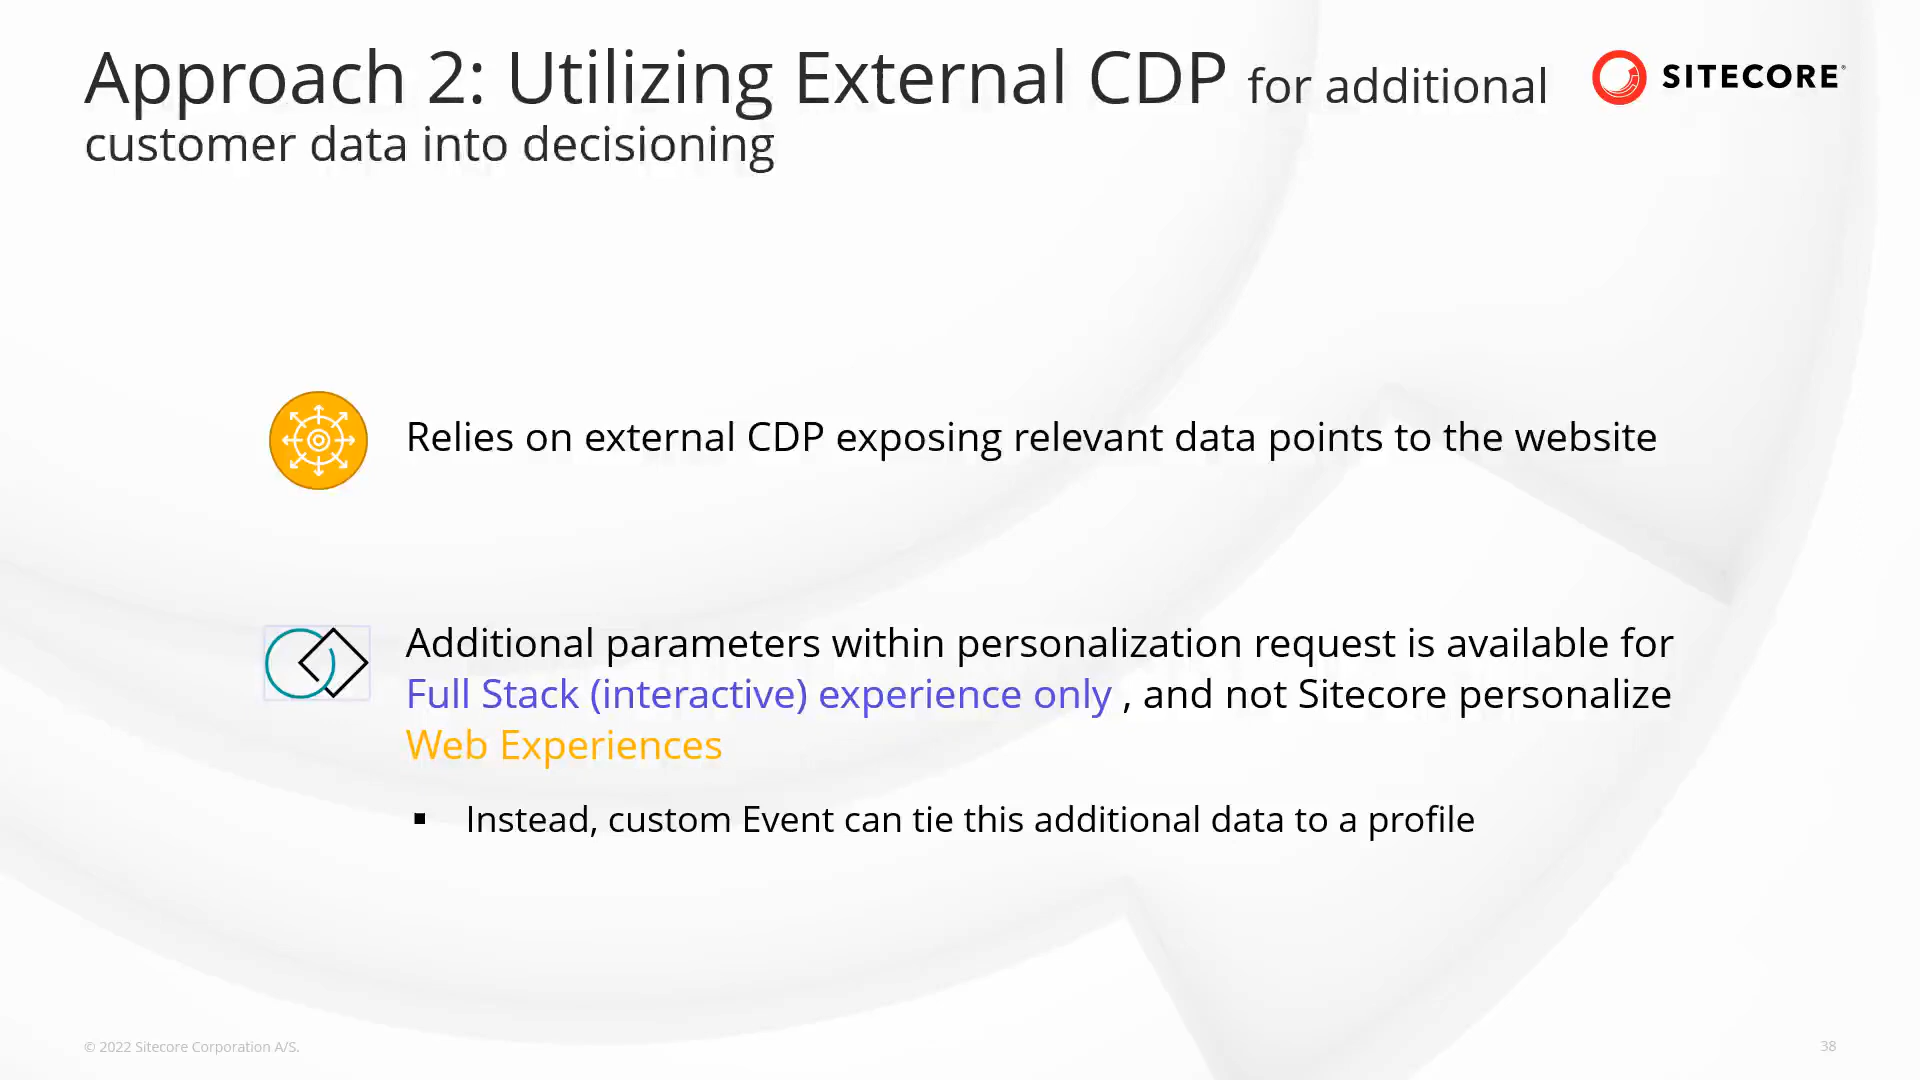 Approach 2: Utilizing External CDP for additional
customer data into decisioning
SITECORE
Relies on external CDP exposing relevant data points to the website
Additional parameters within personalization request is available for
Full Stack (interactive) experience only , and not Sitecore personalize
Web Experiences
▪ Instead, custom Event can tie this additional data to a profile
© 2022 Sitecore Corporation A/S.
38